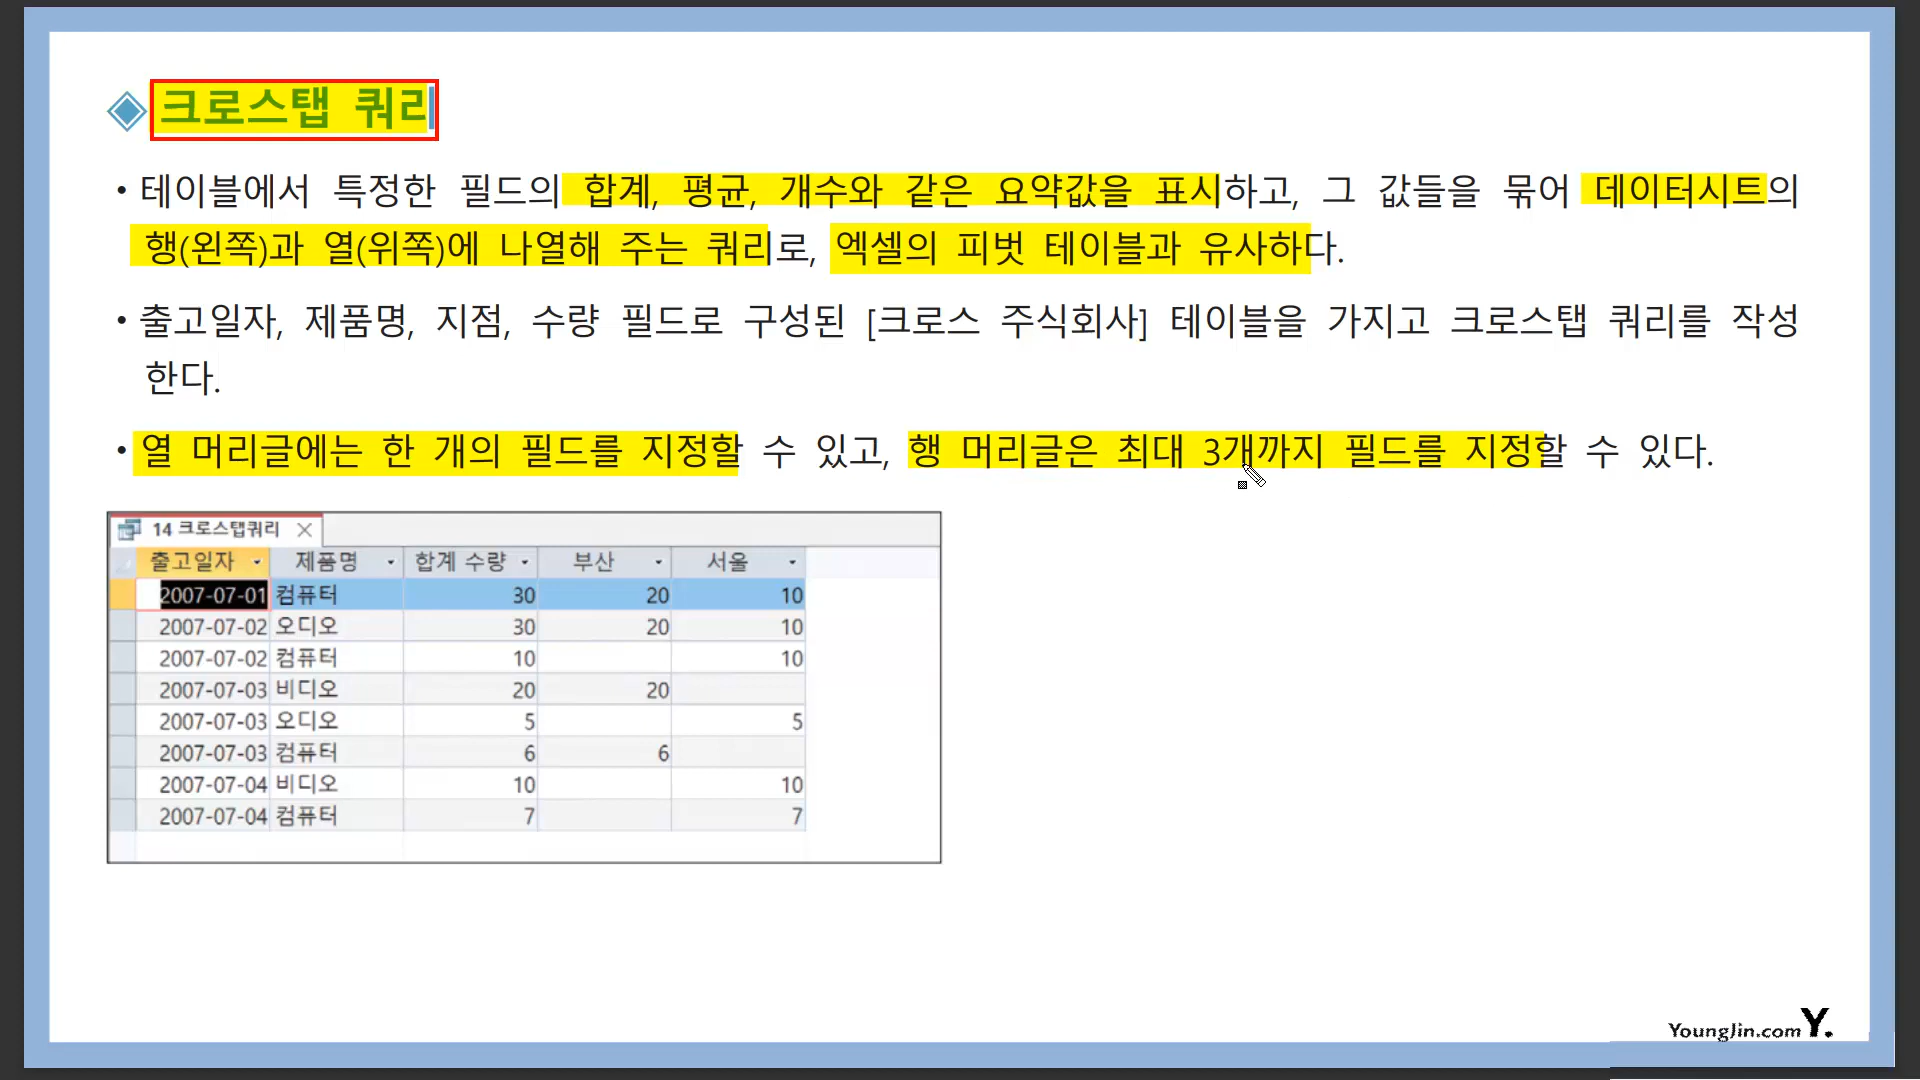 크로스탭 쿼리
• 테이블에서 특정한 필드의 합계, 평균, 개수와 같은 요약값을 표시하고, 그 값들을 묶어 데이터시트의
행(왼쪽)과 열(위쪽)에 나열해 주는 쿼리로, 엑셀의 피벗 테이블과 유사하다.
• 출고일자, 제품명, 지점, 수량 필드로 구성된 [크로스 주식회사] 테이블을 가지고 크로스탭 쿼리를 작성
한다.
• 열 머리글에는 한 개의 필드를 지정할 수 있고, 행 머리글은 최대 3개까지 필드를 지정할 수 있다.
14 크로스탭쿼리
출고일자 제품명 합계 수량 부산 서울
2007-07-01 컴퓨터 30 20 10
2007-07-02 오디오 30 20 10
2007-07-02 컴퓨터 10 10
2007-07-03 비디오 20 20
2007-07-03 오디오 5 5
2007-07-03 컴퓨터 6 6
2007-07-04 비디오 10 10
2007-07-04 컴퓨터 7 7
YoungJin.com Y.